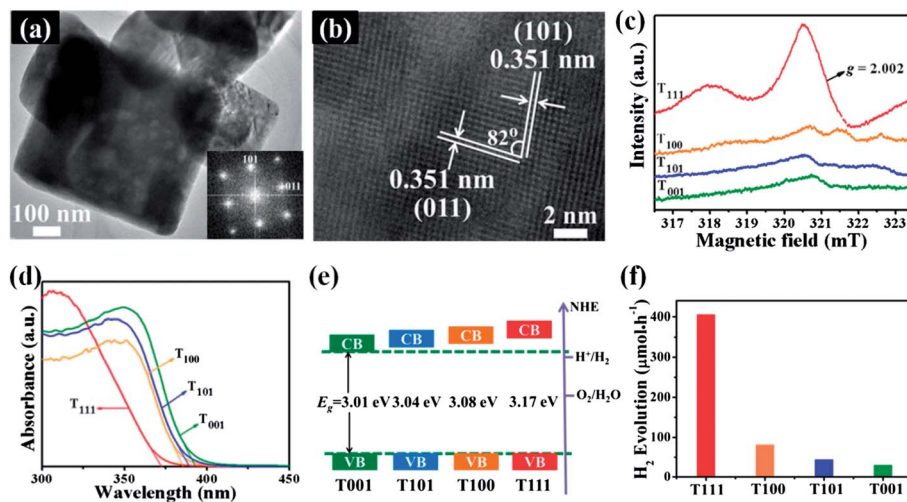 (a)
101
011
100 nm
(b)
(101)
0.351 nm
82°
0.351 nm
(011)
2 nm
(c)
Intensity (a.u.)
g = 2.002
T111
T100
T101
T001
317 318 319 320 321 322 323
Magnetic field (mT)
(d)
Absorbance (a.u.)
T100
T101
T111
T001
300 350 400 450
Wavelength (nm)
(e)
NHE
CB CB CB CB
H⁺/H₂
Eg=3.01 eV 3.04 eV 3.08 eV 3.17 eV
O₂/H₂O
VB VB VB VB
T001 T101 T100 T111
(f)
H₂ Evolution (μmol·h⁻¹)
400
300
200
100
0
T111 T100 T101 T001